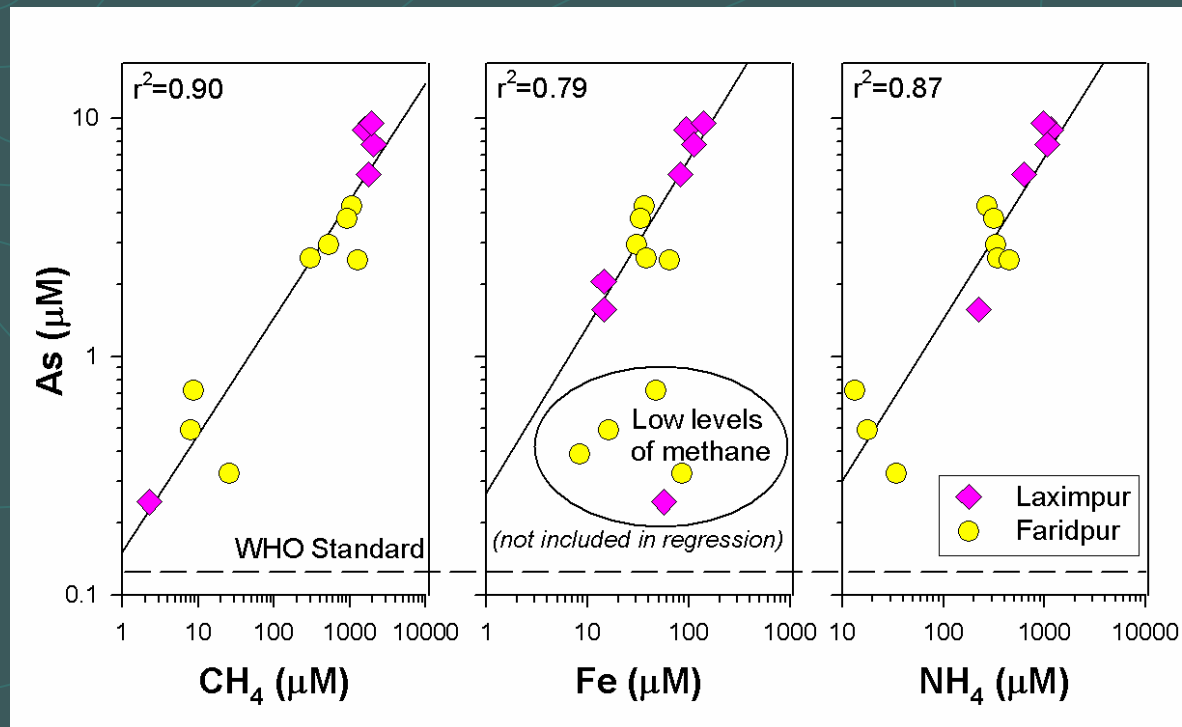 r²=0.90
r²=0.79
r²=0.87
10
1
0.1
As (μM)
Low levels
of methane
(not included in regression)
WHO Standard
Laximpur
Faridpur
1 10 100 1000 10000
1 10 100 1000
10 100 1000 10000
CH₄ (μM)
Fe (μM)
NH₄ (μM)